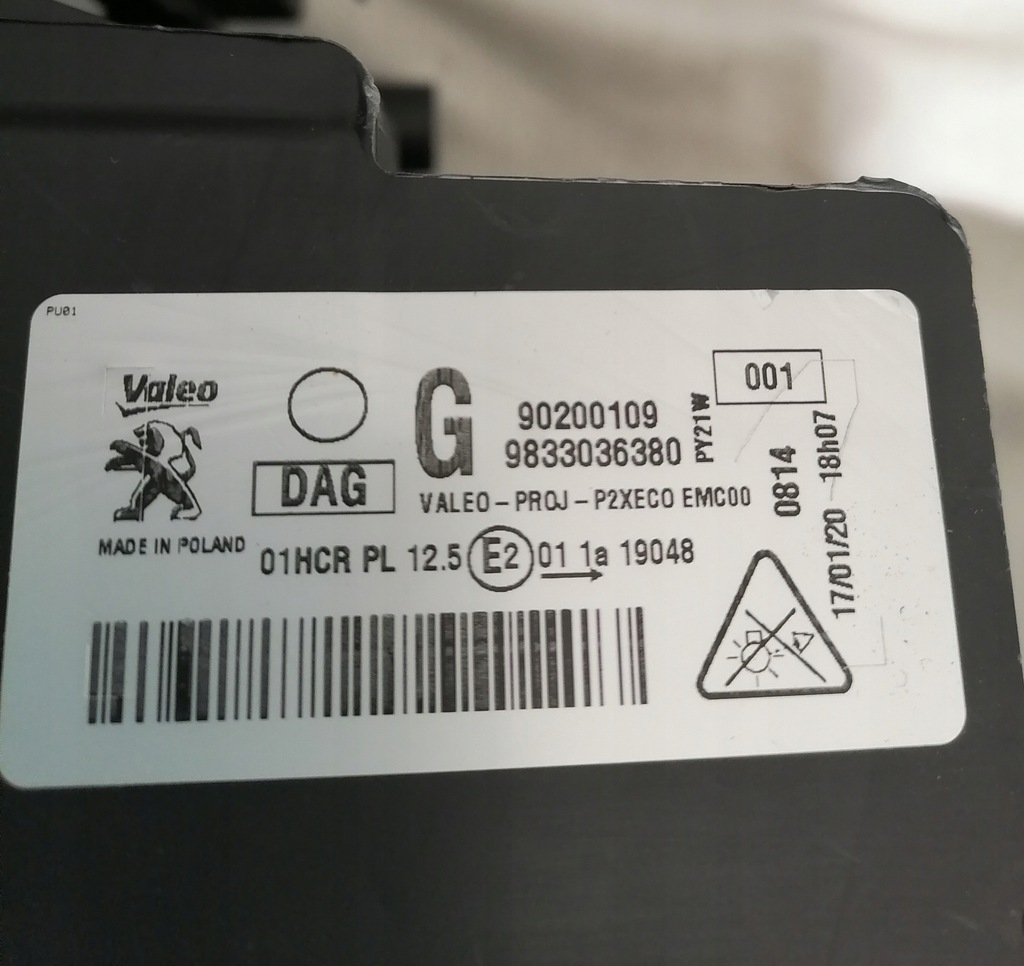 PU01
Valeo
G
90200109
9833036380
PY21W
001
DAG
VALEO-PROJ-P2XECO EMC00
0814
17/01/20 18h07
MADE IN POLAND
01HCR PL 12.5 E2 01 1a 19048